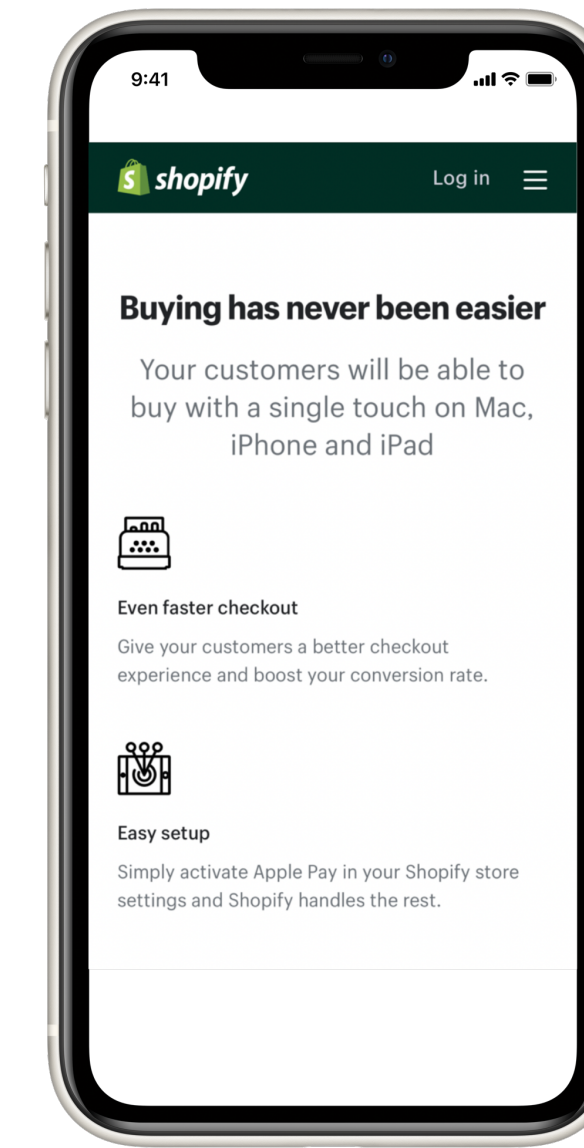 9:41
shopify
Log in
Buying has never been easier
Your customers will be able to
buy with a single touch on Mac,
iPhone and iPad
Even faster checkout
Give your customers a better checkout
experience and boost your conversion rate.
Easy setup
Simply activate Apple Pay in your Shopify store
settings and Shopify handles the rest.